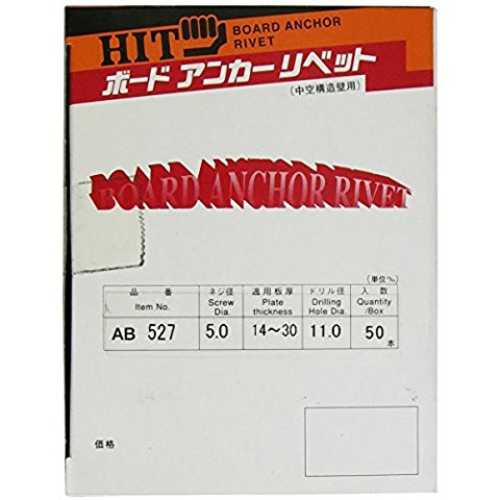 HIT BOARD ANCHOR
RIVET
ボード アンカー リベット
(中空構造壁用)
BOARD ANCHOR RIVET
(単位%)
品番 ネジ径 適用板厚 ドリル径 入数
Item No. Screw Dia. Plate thickness Drilling Hole Dia. Quantity /Box
AB 527 5.0 14〜30 11.0 50本
価格